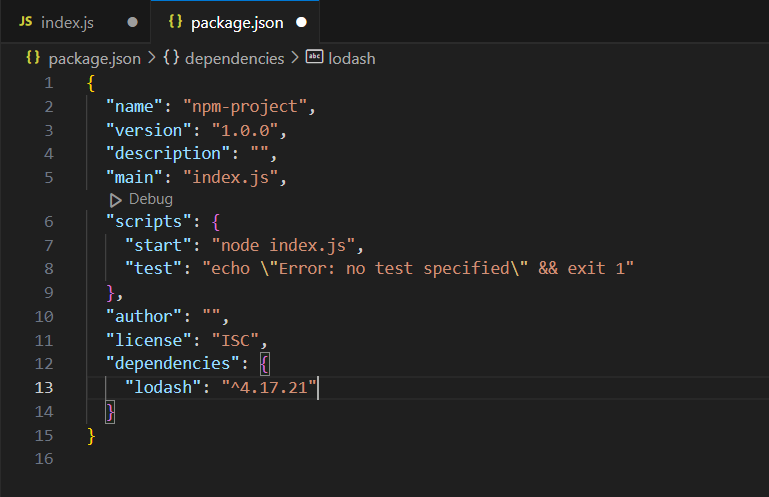 JS index.js
{} package.json
{} package.json > {} dependencies > abc lodash
1 {
2 "name": "npm-project",
3 "version": "1.0.0",
4 "description": "",
5 "main": "index.js",
Debug
6 "scripts": {
7 "start": "node index.js",
8 "test": "echo \"Error: no test specified\" && exit 1"
9 },
10 "author": "",
11 "license": "ISC",
12 "dependencies": {
13 "lodash": "^4.17.21"
14 }
15 }
16